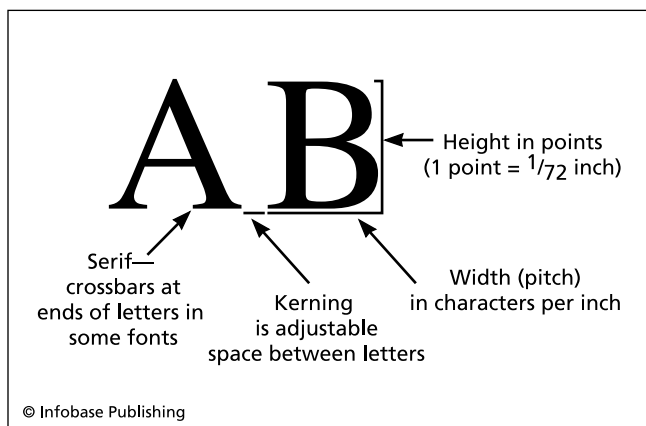 A B
Height in points
(1 point = 1/72 inch)
Serif—
crossbars at
ends of letters in
some fonts
Kerning
is adjustable
space between letters
Width (pitch)
in characters per inch
© Infobase Publishing